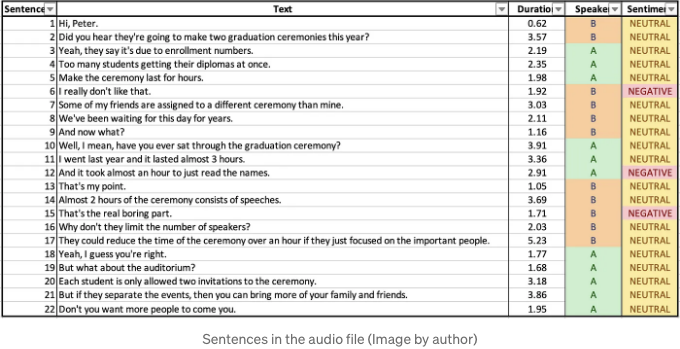 Sentence Text Duratio Speake Sentime
1 Hi, Peter. 0.62 B NEUTRAL
2 Did you hear they're going to make two graduation ceremonies this year? 3.57 B NEUTRAL
3 Yeah, they say it's due to enrollment numbers. 2.19 A NEUTRAL
4 Too many students getting their diplomas at once. 2.35 A NEUTRAL
5 Make the ceremony last for hours. 1.98 A NEUTRAL
6 I really don't like that. 1.92 B NEGATIVE
7 Some of my friends are assigned to a different ceremony than mine. 3.03 B NEUTRAL
8 We've been waiting for this day for years. 2.11 B NEUTRAL
9 And now what? 1.16 B NEUTRAL
10 Well, I mean, have you ever sat through the graduation ceremony? 3.91 A NEUTRAL
11 I went last year and it lasted almost 3 hours. 3.36 A NEUTRAL
12 And it took almost an hour to just read the names. 2.91 A NEGATIVE
13 That's my point. 1.05 B NEUTRAL
14 Almost 2 hours of the ceremony consists of speeches. 3.69 B NEUTRAL
15 That's the real boring part. 1.71 B NEGATIVE
16 Why don't they limit the number of speakers? 2.03 B NEUTRAL
17 They could reduce the time of the ceremony over an hour if they just focused on the important people. 5.23 B NEUTRAL
18 Yeah, I guess you're right. 1.77 A NEUTRAL
19 But what about the auditorium? 1.68 A NEUTRAL
20 Each student is only allowed two invitations to the ceremony. 3.18 A NEUTRAL
21 But if they separate the events, then you can bring more of your family and friends. 3.86 A NEUTRAL
22 Don't you want more people to come you. 1.95 A NEUTRAL
Sentences in the audio file (Image by author)